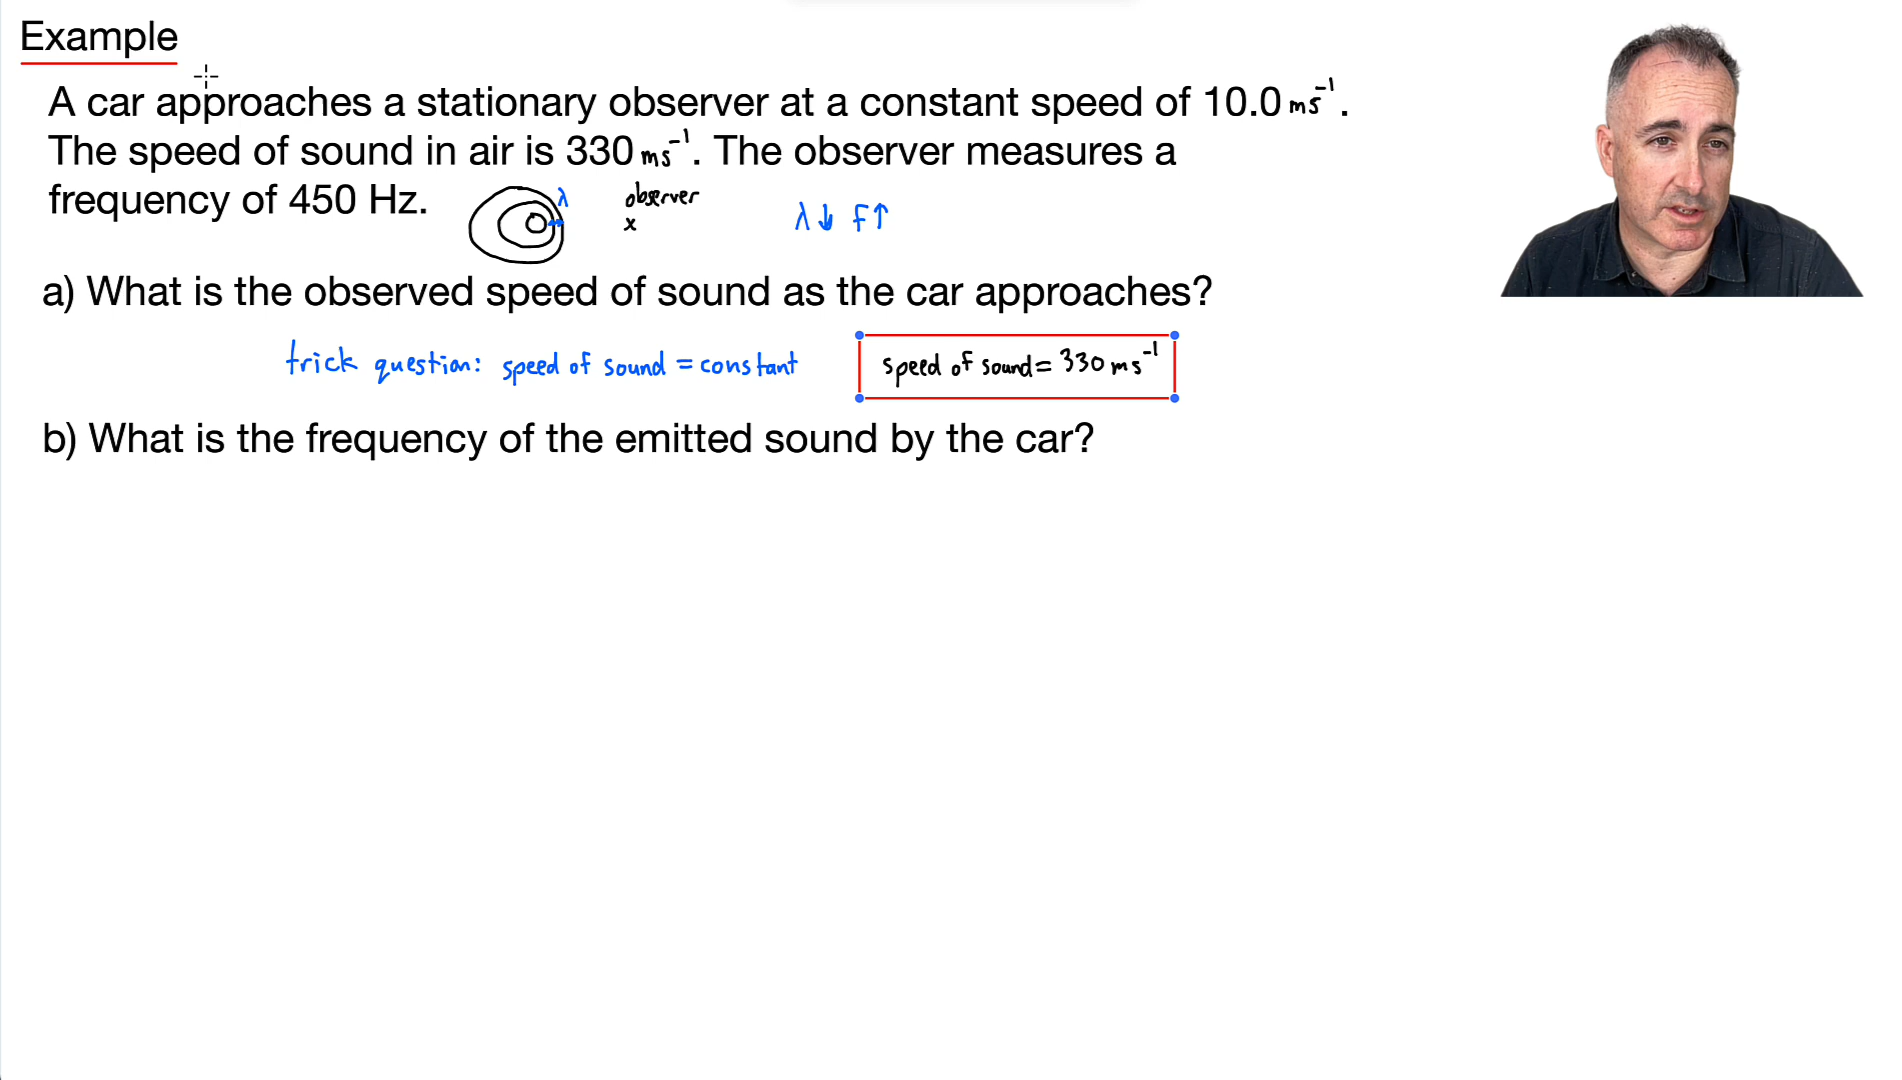 Example
A car approaches a stationary observer at a constant speed of 10.0 ms⁻¹.
The speed of sound in air is 330 ms⁻¹. The observer measures a
frequency of 450 Hz.
λ
observer
x
λ↓ f↑
a) What is the observed speed of sound as the car approaches?
trick question: speed of sound = constant
speed of sound = 330 ms⁻¹
b) What is the frequency of the emitted sound by the car?